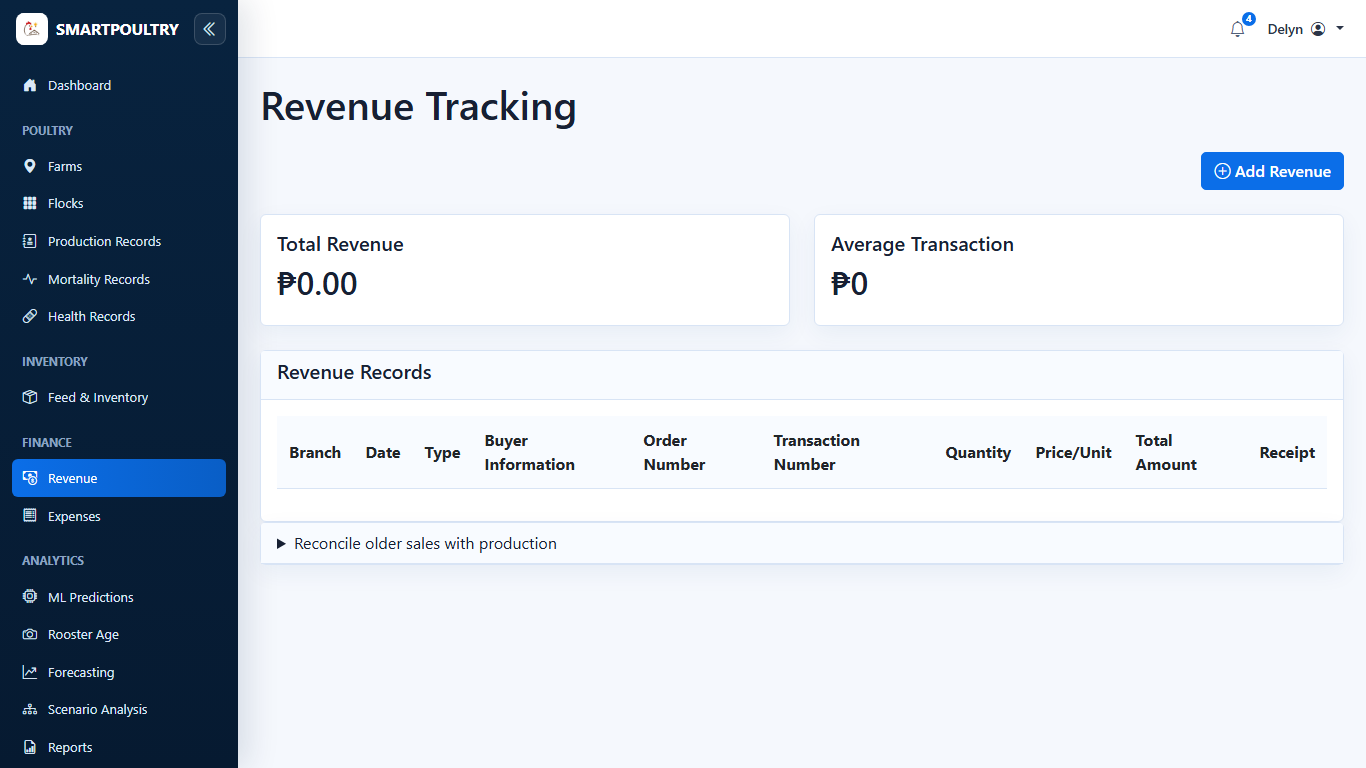 SMARTPOULTRY
4
Delyn
Dashboard
POULTRY
Farms
Flocks
Production Records
Mortality Records
Health Records
INVENTORY
Feed & Inventory
FINANCE
Revenue
Expenses
ANALYTICS
ML Predictions
Rooster Age
Forecasting
Scenario Analysis
Reports
Revenue Tracking
Add Revenue
Total Revenue
₱0.00
Average Transaction
₱0
Revenue Records
Branch Date Type Buyer Information Order Number Transaction Number Quantity Price/Unit Total Amount Receipt
Reconcile older sales with production